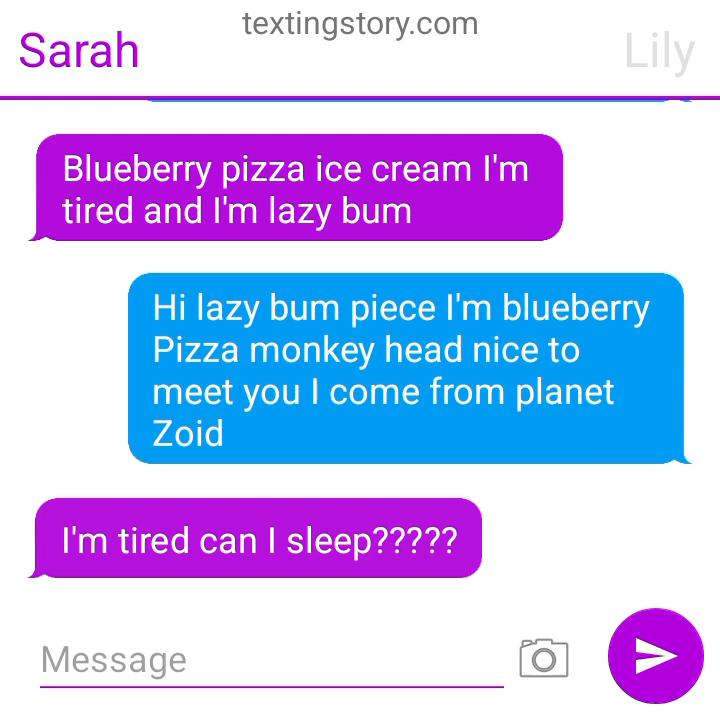 textingstory.com
Sarah
Lily
Blueberry pizza ice cream I'm
tired and I'm lazy bum
Hi lazy bum piece I'm blueberry
Pizza monkey head nice to
meet you I come from planet
Zoid
I'm tired can I sleep?????
Message